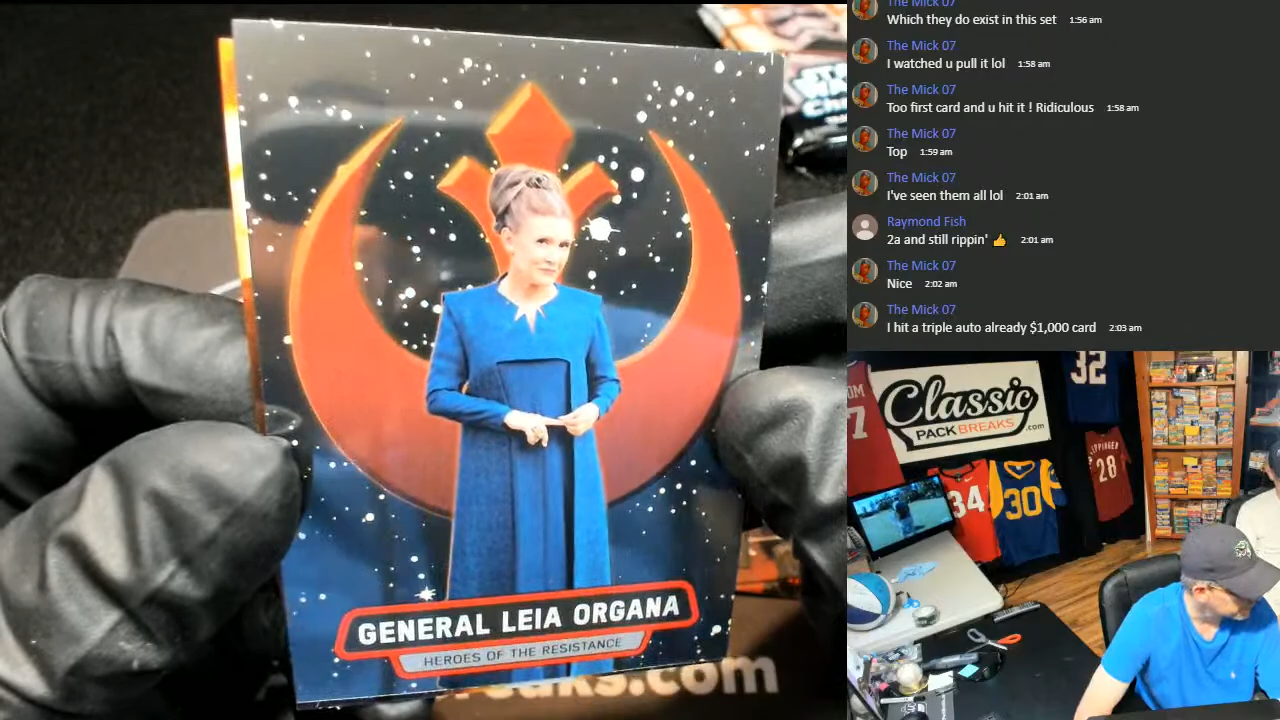 GENERAL LEIA ORGANA
HEROES OF THE RESISTANCE
The Mick 07
Which they do exist in this set 1:56 am
The Mick 07
I watched u pull it lol 1:58 am
The Mick 07
Too first card and u hit it ! Ridiculous 1:58 am
The Mick 07
Top 1:59 am
The Mick 07
I've seen them all lol 2:01 am
Raymond Fish
2a and still rippin' 👍 2:01 am
The Mick 07
Nice 2:02 am
The Mick 07
I hit a triple auto already $1,000 card 2:03 am
Classic
PACK BREAKS .com
32
7
34
30
28
.com